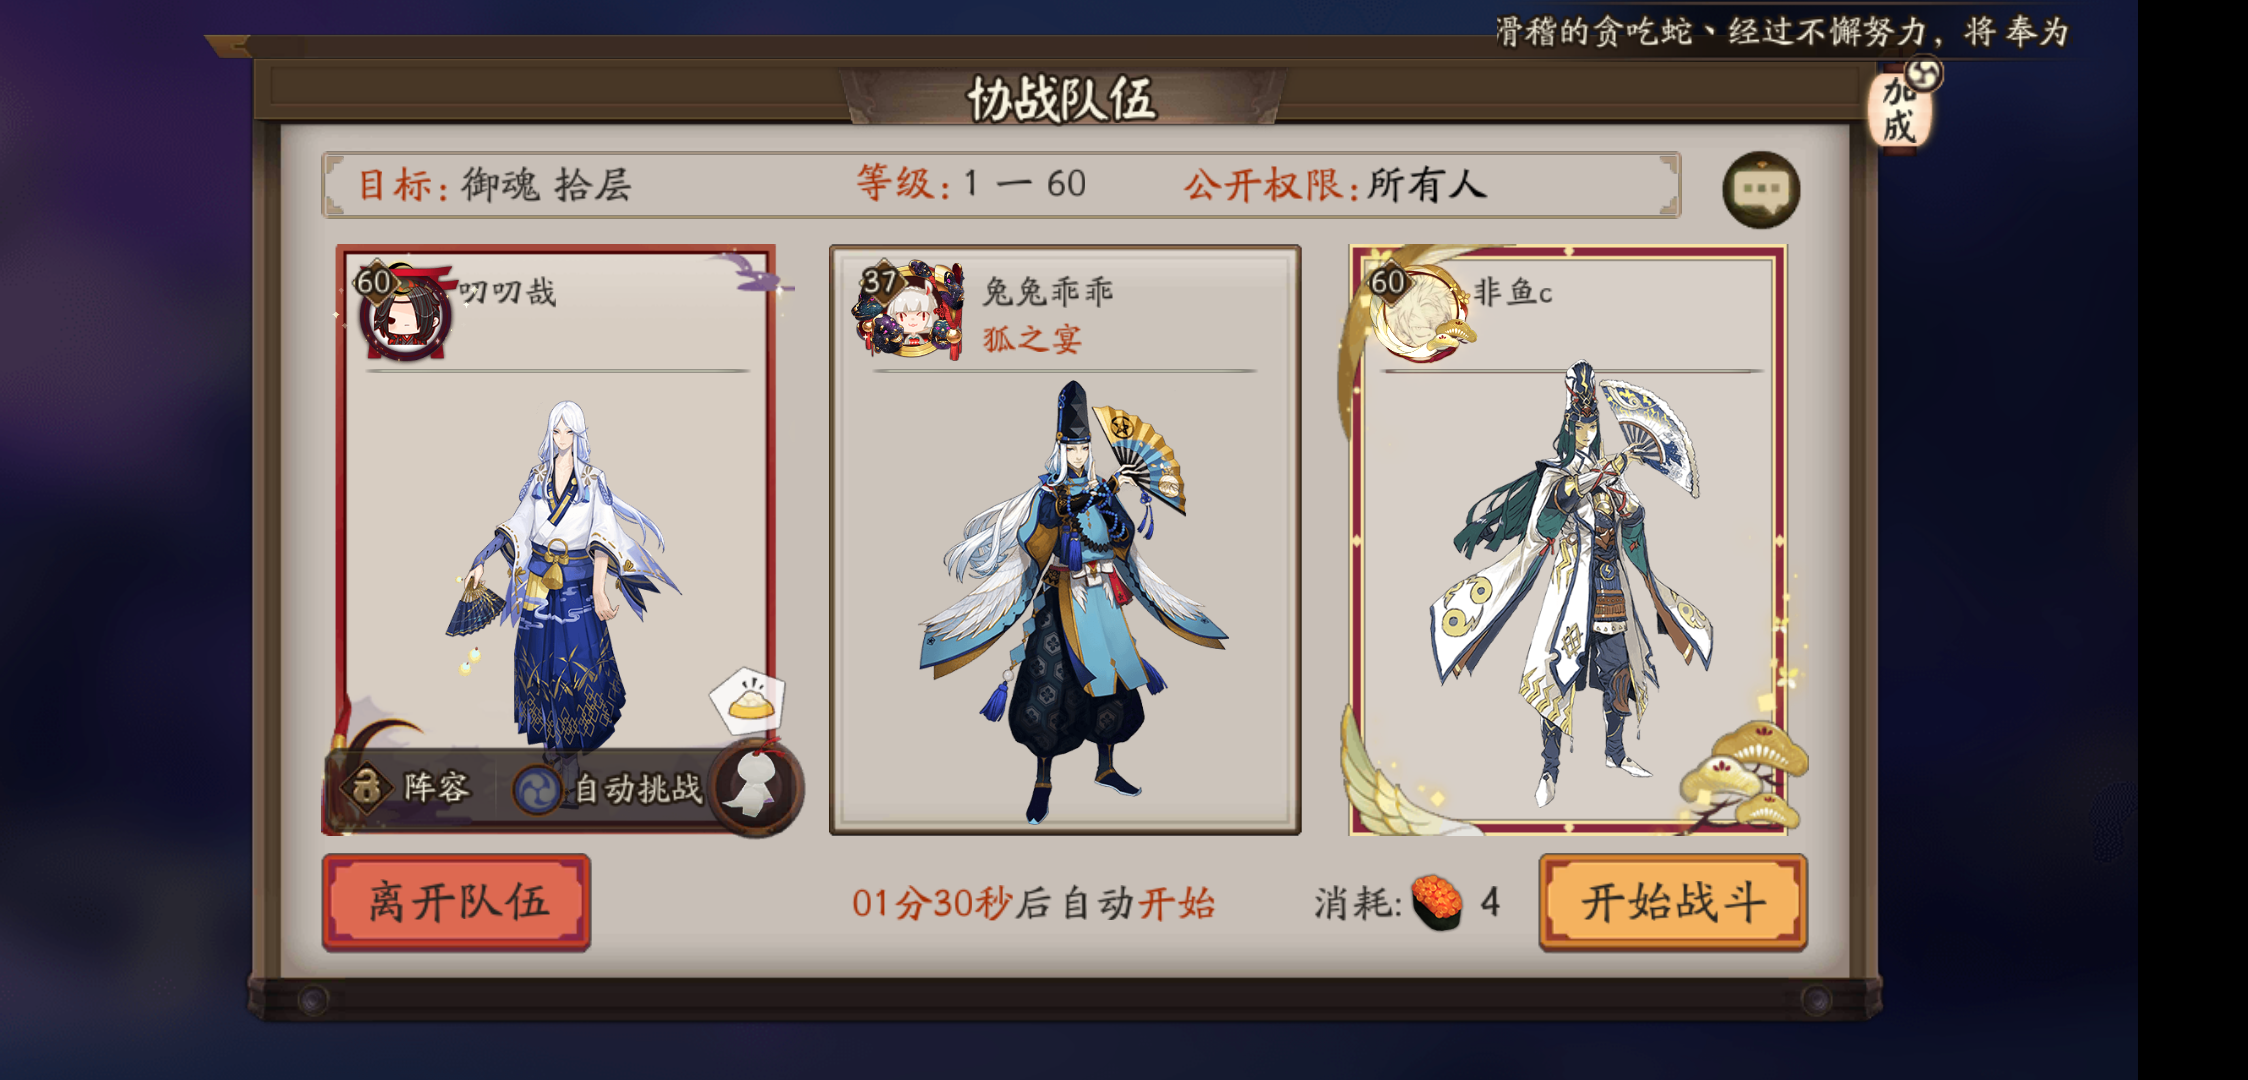 滑稽的贪吃蛇丶经过不懈努力，将 奉为
协战队伍
加成
目标: 御魂 拾层 等级: 1 一 60 公开权限: 所有人
60 叨叨哉
37 兔兔乖乖
狐之宴
60 非鱼c
阵容 自动挑战
离开队伍 01分30秒后自动开始 消耗: 4 开始战斗